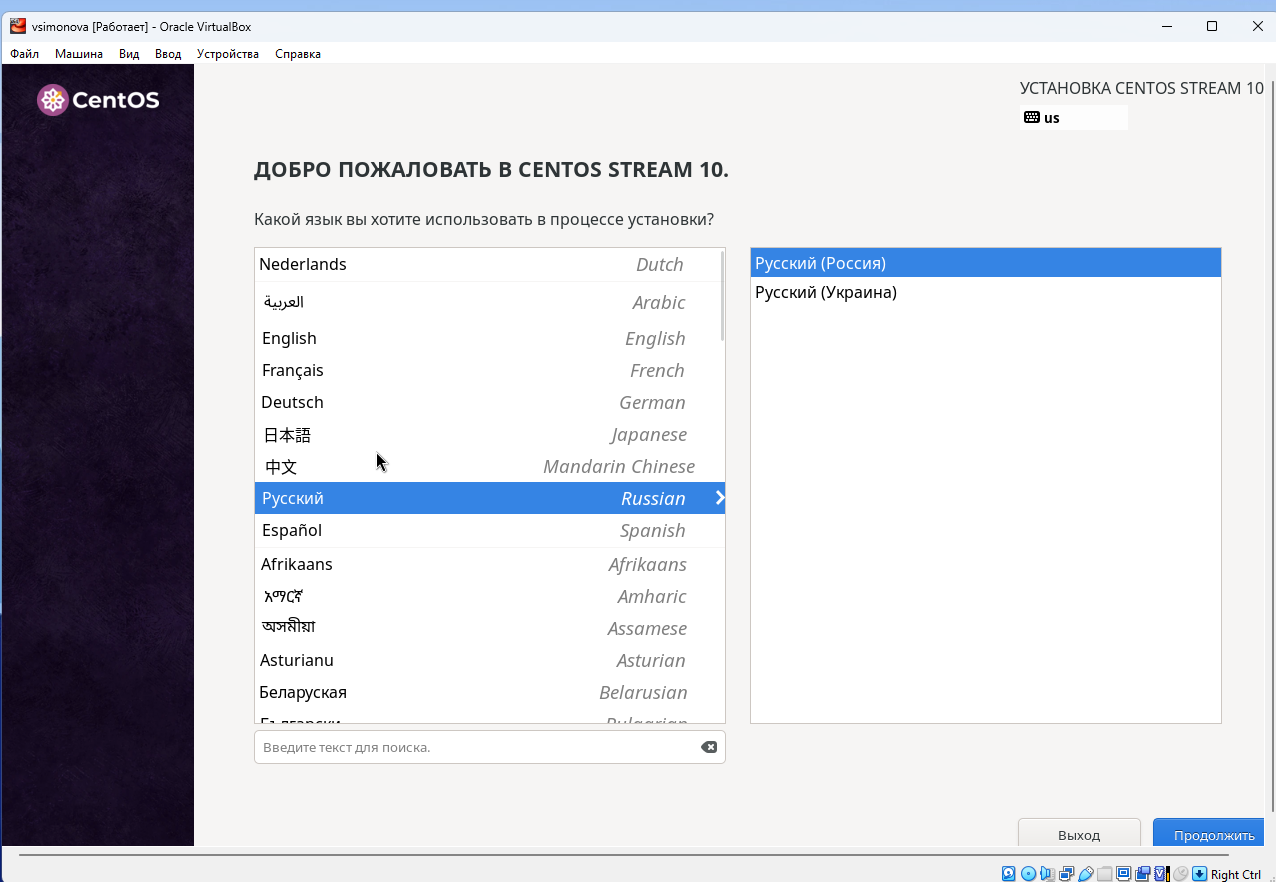 vsimonova [Работает] - Oracle VirtualBox
Файл Машина Вид Ввод Устройства Справка
CentOS
УСТАНОВКА CENTOS STREAM 10
us
ДОБРО ПОЖАЛОВАТЬ В CENTOS STREAM 10.
Какой язык вы хотите использовать в процессе установки?
Nederlands Dutch
العربية Arabic
English English
Français French
Deutsch German
日本語 Japanese
中文 Mandarin Chinese
Русский Russian
Español Spanish
Afrikaans Afrikaans
አማርኛ Amharic
অসমীয়া Assamese
Asturianu Asturian
Беларуская Belarusian
Български Bulgarian
Русский (Россия)
Русский (Украина)
Введите текст для поиска.
Выход Продолжить
Right Ctrl